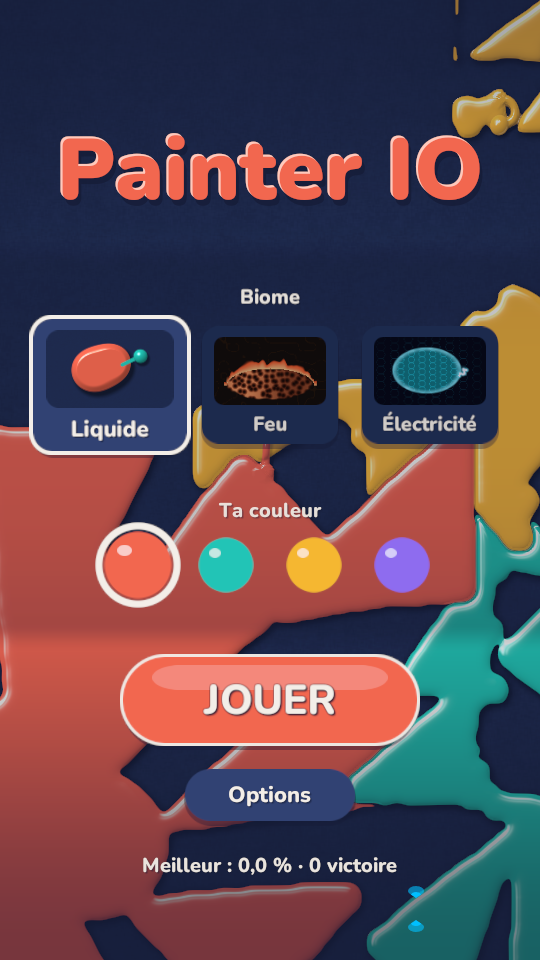 Painter IO
Biome
Liquide
Feu
Électricité
Ta couleur
JOUER
Options
Meilleur : 0,0 % · 0 victoire